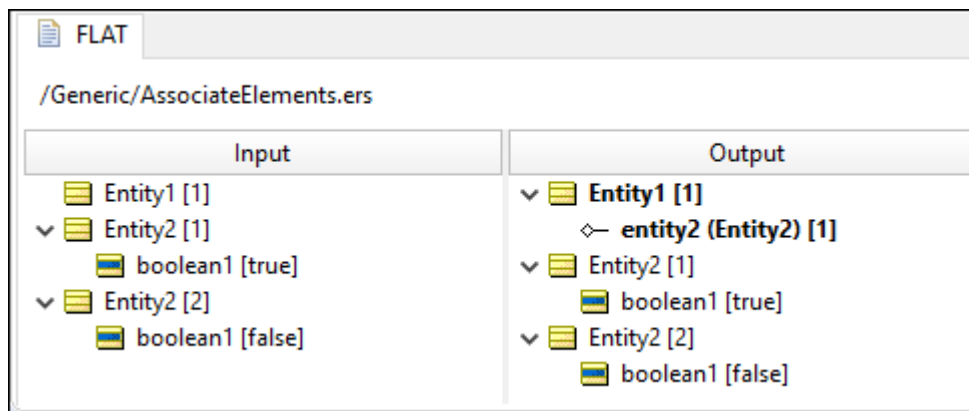 FLAT
/Generic/AssociateElements.ers
Input
Entity1 [1]
Entity2 [1]
boolean1 [true]
Entity2 [2]
boolean1 [false]
Output
Entity1 [1]
entity2 (Entity2) [1]
Entity2 [1]
boolean1 [true]
Entity2 [2]
boolean1 [false]